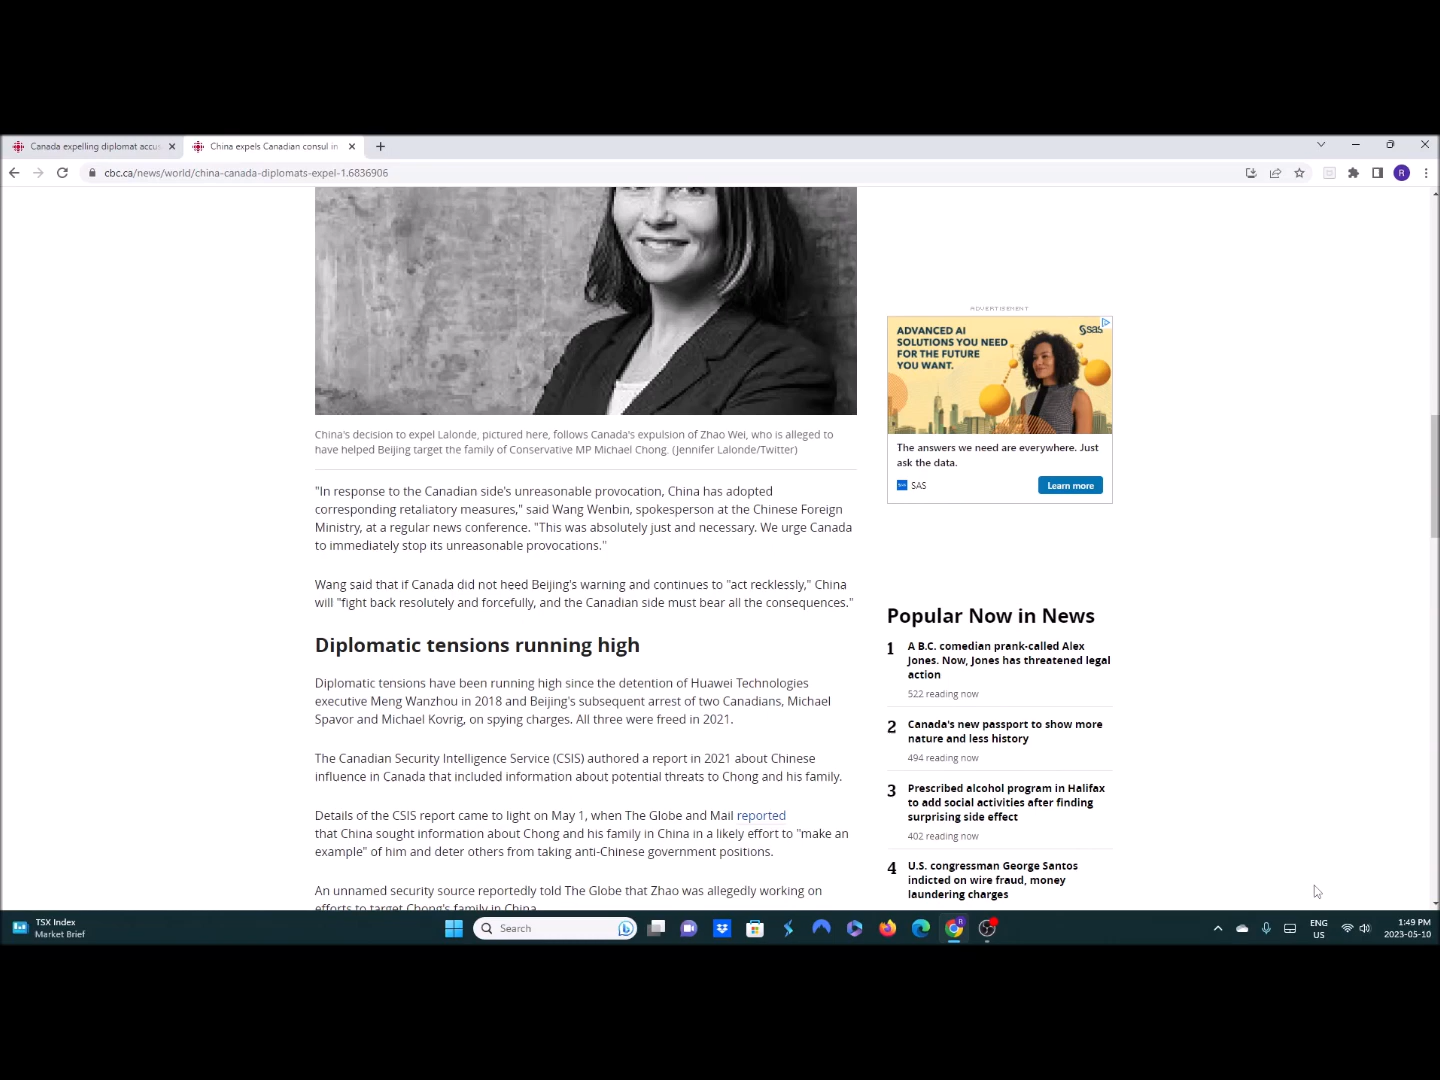 Canada expelling diplomat accus
China expels Canadian consul in
cbc.ca/news/world/china-canada-diplomats-expel-1.6836906
R
China's decision to expel Lalonde, pictured here, follows Canada's expulsion of Zhao Wei, who is alleged to
have helped Beijing target the family of Conservative MP Michael Chong. (Jennifer Lalonde/Twitter)
"In response to the Canadian side's unreasonable provocation, China has adopted
corresponding retaliatory measures," said Wang Wenbin, spokesperson at the Chinese Foreign
Ministry, at a regular news conference. "This was absolutely just and necessary. We urge Canada
to immediately stop its unreasonable provocations."
Wang said that if Canada did not heed Beijing's warning and continues to "act recklessly," China
will "fight back resolutely and forcefully, and the Canadian side must bear all the consequences."
Diplomatic tensions running high
Diplomatic tensions have been running high since the detention of Huawei Technologies
executive Meng Wanzhou in 2018 and Beijing's subsequent arrest of two Canadians, Michael
Spavor and Michael Kovrig, on spying charges. All three were freed in 2021.
The Canadian Security Intelligence Service (CSIS) authored a report in 2021 about Chinese
influence in Canada that included information about potential threats to Chong and his family.
Details of the CSIS report came to light on May 1, when The Globe and Mail reported
that China sought information about Chong and his family in China in a likely effort to "make an
example" of him and deter others from taking anti-Chinese government positions.
An unnamed security source reportedly told The Globe that Zhao was allegedly working on
efforts to target Chong's family in China.
ADVERTISEMENT
ADVANCED AI
SOLUTIONS YOU NEED
FOR THE FUTURE
YOU WANT.
sas
The answers we need are everywhere. Just
ask the data.
SAS
Learn more
Popular Now in News
1
A B.C. comedian prank-called Alex
Jones. Now, Jones has threatened legal
action
522 reading now
2
Canada's new passport to show more
nature and less history
494 reading now
3
Prescribed alcohol program in Halifax
to add social activities after finding
surprising side effect
402 reading now
4
U.S. congressman George Santos
indicted on wire fraud, money
laundering charges
TSX Index
Market Brief
Search
ENG
US
1:49 PM
2023-05-10